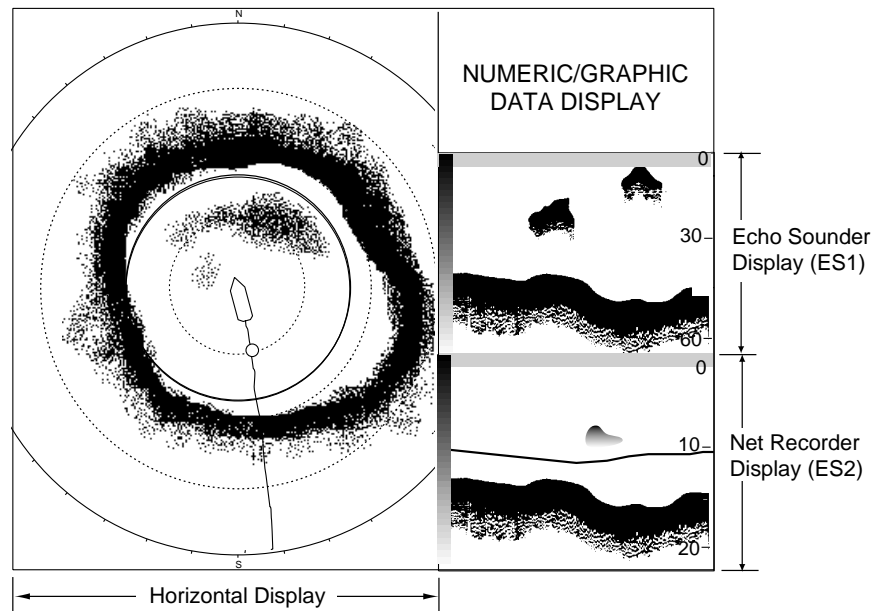 N
NUMERIC/GRAPHIC
DATA DISPLAY
0
30
Echo Sounder
Display (ES1)
60
0
10
Net Recorder
Display (ES2)
20
S
Horizontal Display